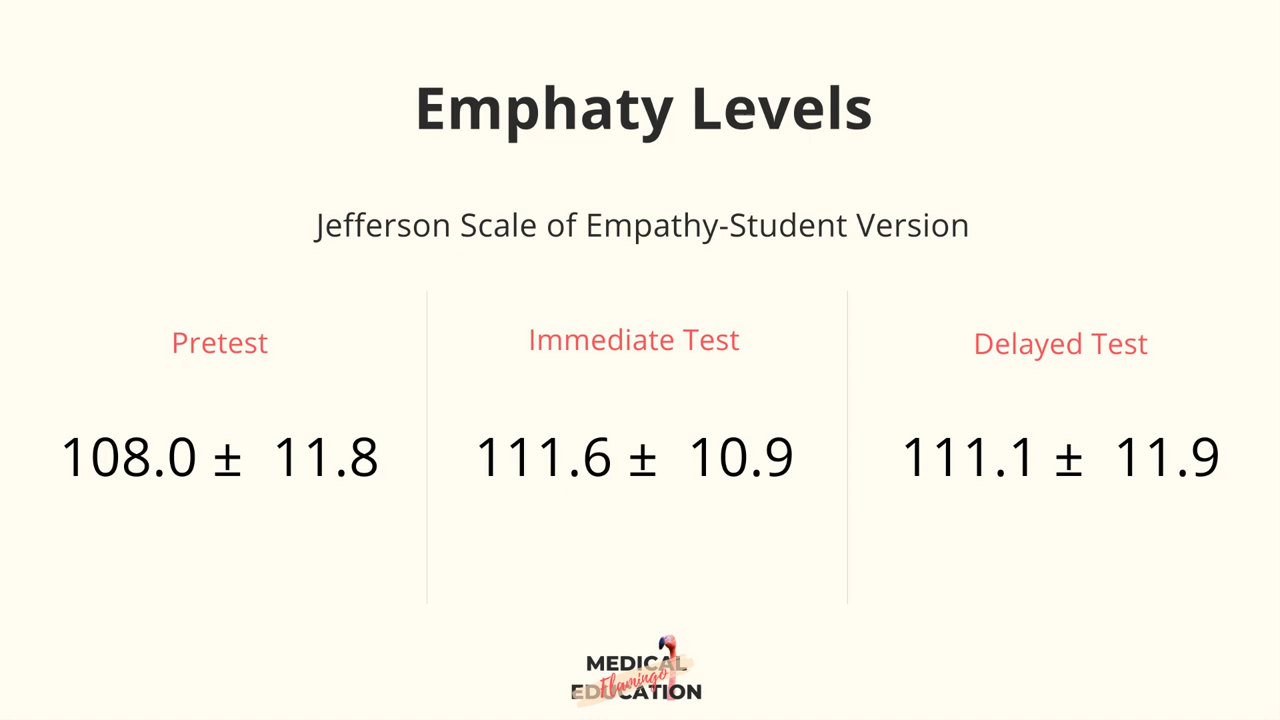 Emphaty Levels
Jefferson Scale of Empathy-Student Version
Pretest
Immediate Test
Delayed Test
108.0 ± 11.8
111.6 ± 10.9
111.1 ± 11.9
MEDICAL
Flamingo
EDUCATION